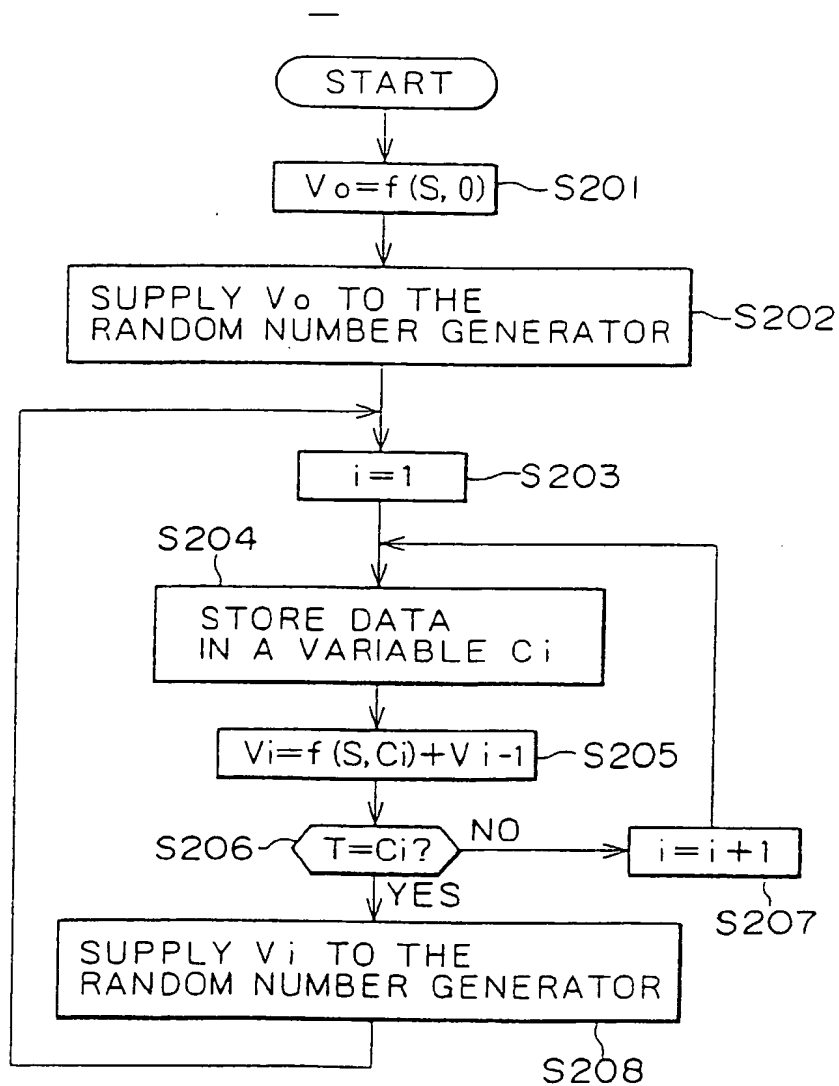 START
Vo=f(S,0)
S201
SUPPLY Vo TO THE
RANDOM NUMBER GENERATOR
S202
i=1
S203
S204
STORE DATA
IN A VARIABLE Ci
Vi=f(S,Ci)+Vi-1
S205
S206
T=Ci?
NO
i=i+1
S207
YES
SUPPLY Vi TO THE
RANDOM NUMBER GENERATOR
S208